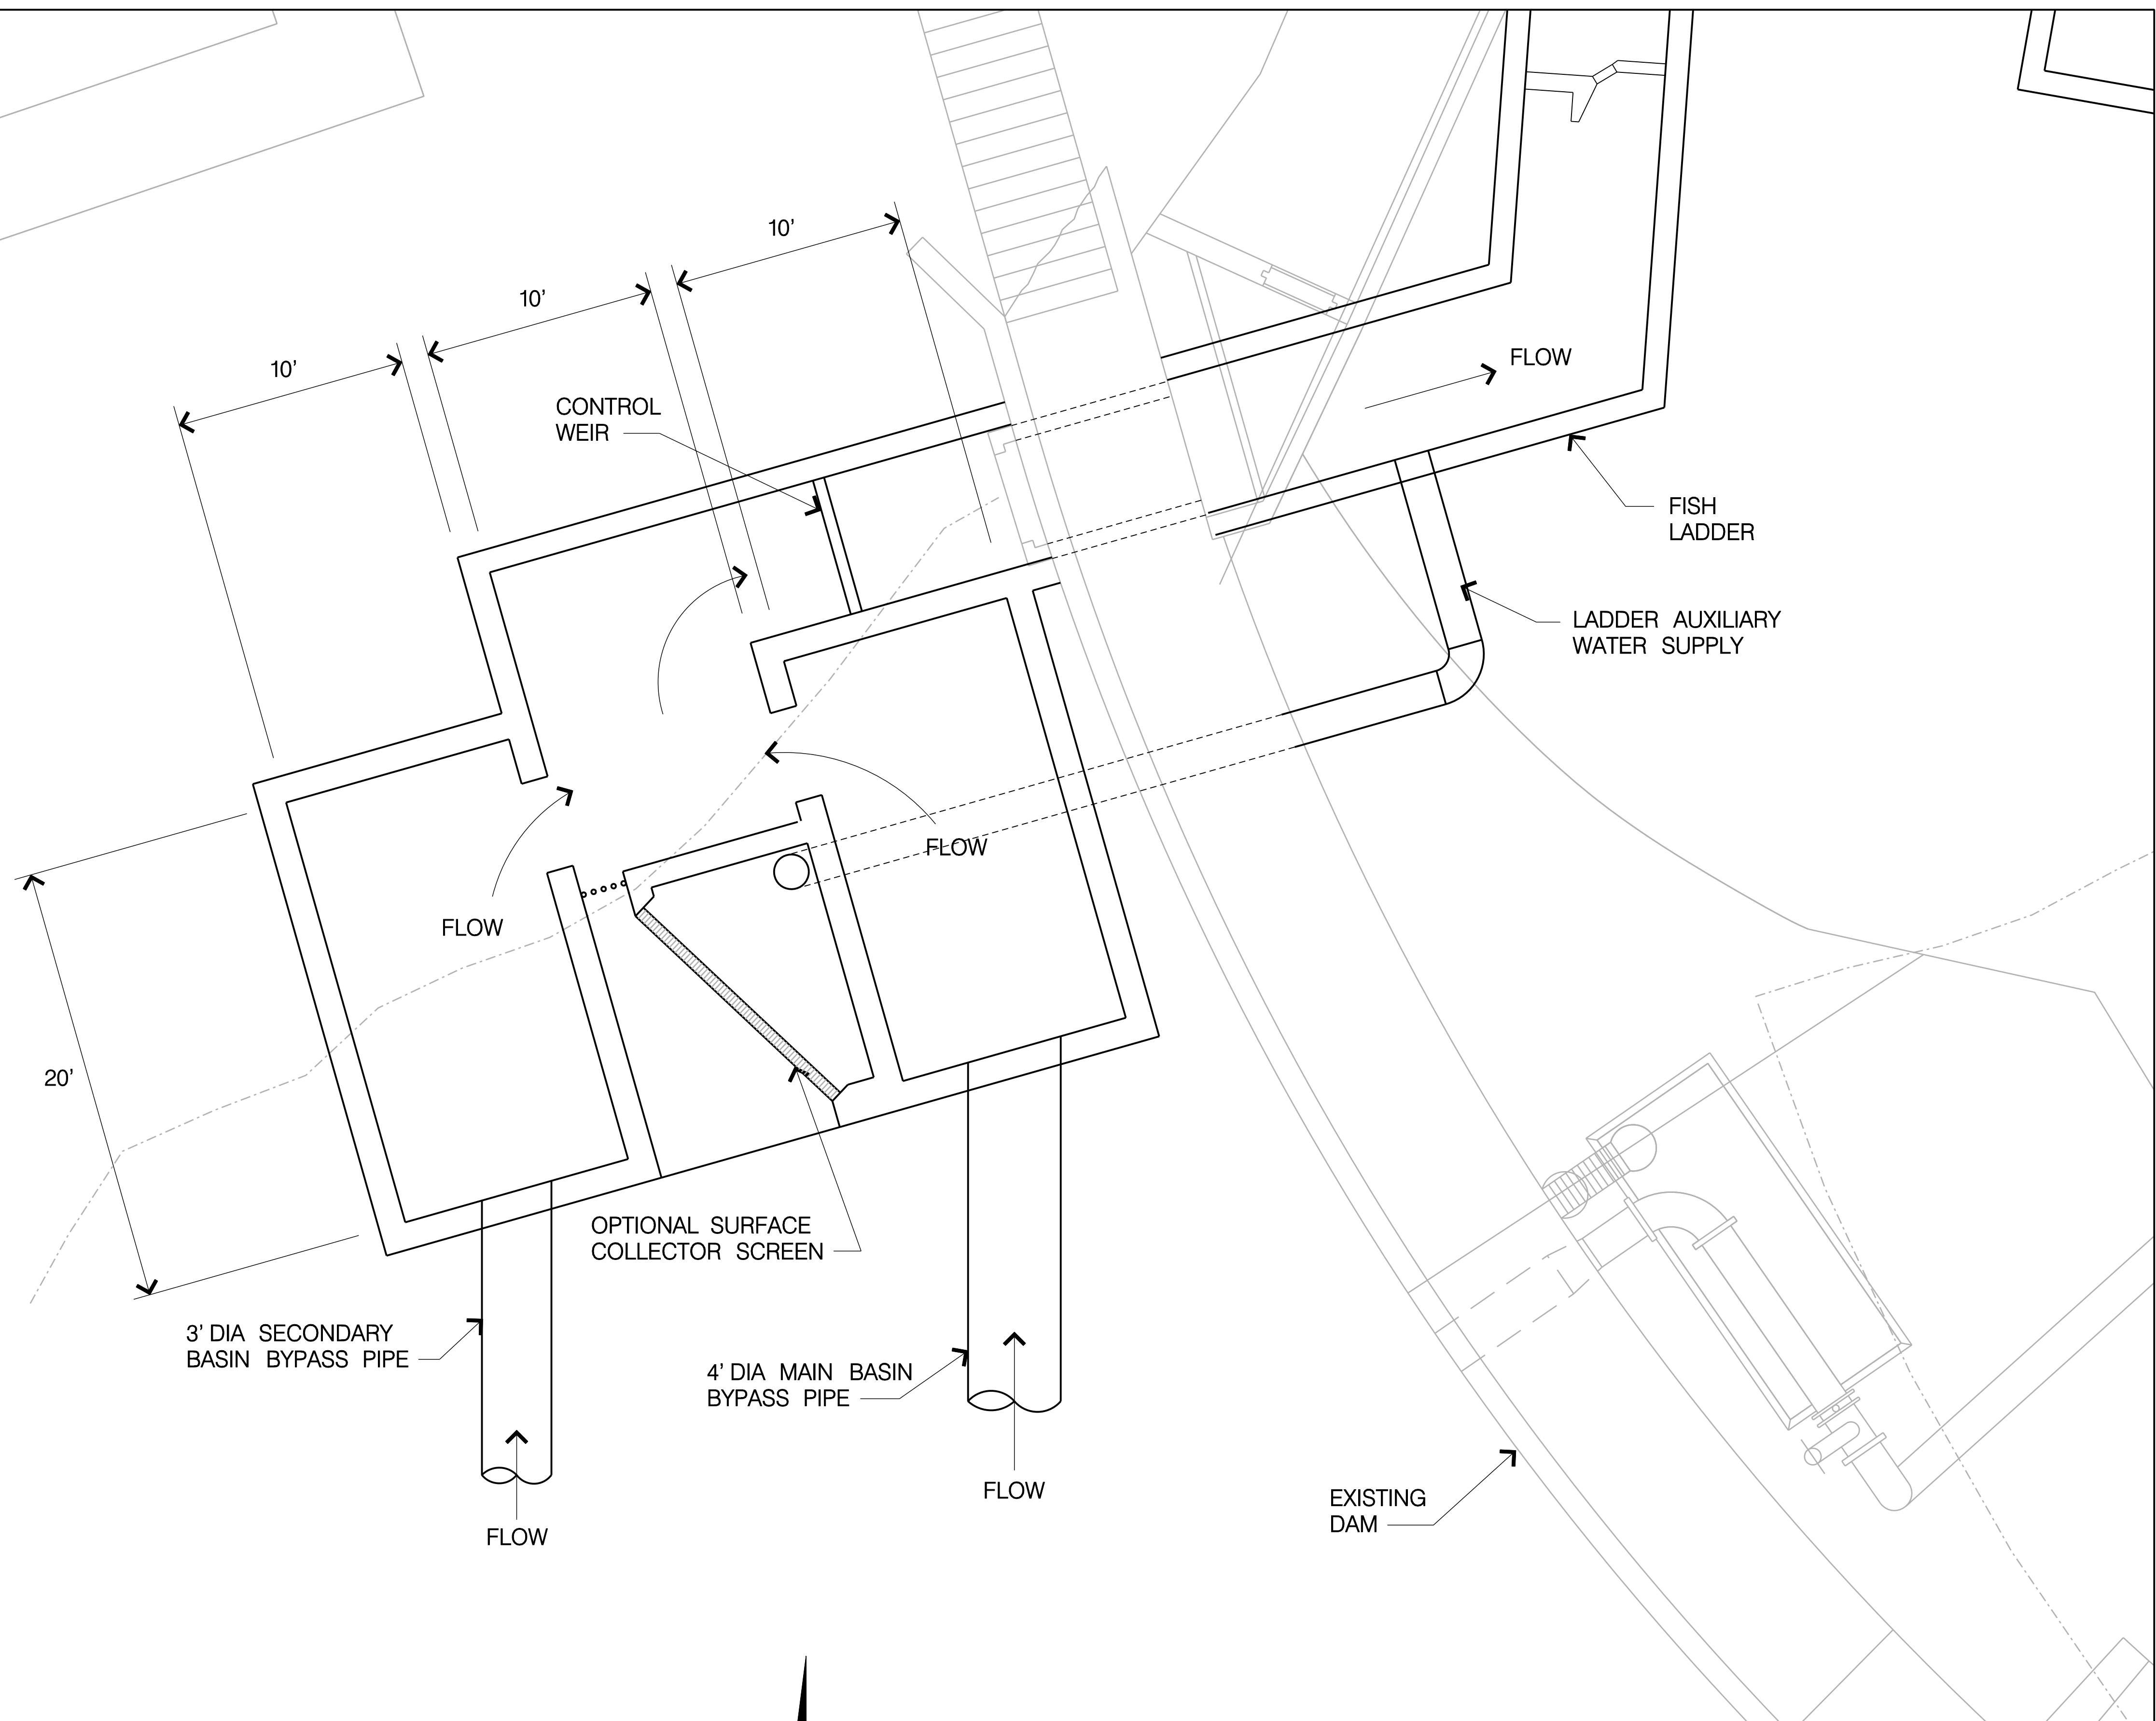 10'
10'
10'
CONTROL
WEIR
FLOW
FISH
LADDER
LADDER AUXILIARY
WATER SUPPLY
FLOW
FLOW
20'
OPTIONAL SURFACE
COLLECTOR SCREEN
3' DIA SECONDARY
BASIN BYPASS PIPE
4' DIA MAIN BASIN
BYPASS PIPE
FLOW
EXISTING
DAM
FLOW